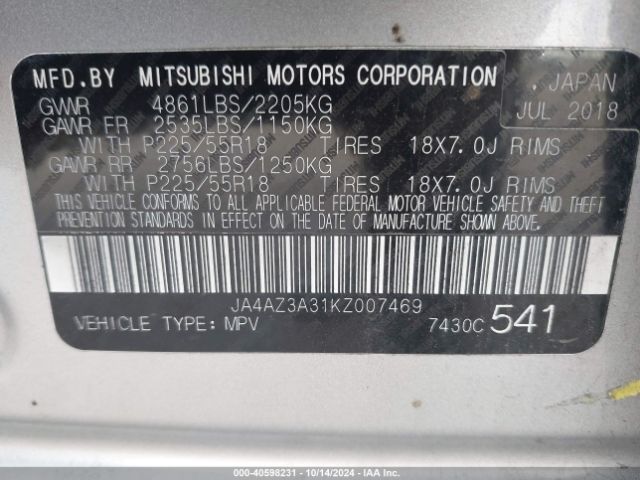 MFD.BY MITSUBISHI MOTORS CORPORATION
, JAPAN
GVWR 4861LBS/2205KG
JUL 2018
GAWR FR 2535LBS/1150KG
WITH P225/55R18 TIRES 18X7.0J RIMS
GAWR RR 2756LBS/1250KG
WITH P225/55R18 TIRES 18X7.0J RIMS
THIS VEHICLE CONFORMS TO ALL APPLICABLE FEDERAL MOTOR VEHICLE SAFETY AND THEFT
PREVENTION STANDARDS IN EFFECT ON THE DATE OF MANUFACTURE SHOWN ABOVE.
JA4AZ3A31KZ007469
VEHICLE TYPE: MPV 7430C 541
000-40598231 - 10/14/2024 - IAA Inc.